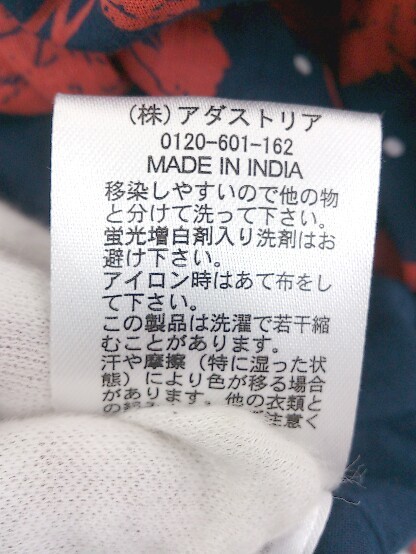 （株）アダストリア
0120-601-162
MADE IN INDIA
移染しやすいので他の物
と分けて洗って下さい。
蛍光増白剤入り洗剤はお
避け下さい。
アイロン時はあて布をし
て下さい。
この製品は洗濯で若干縮
むことがあります。
汗や摩擦（特に湿った状
態）により色が移る場合
があります。他の衣類と
の ご注意く